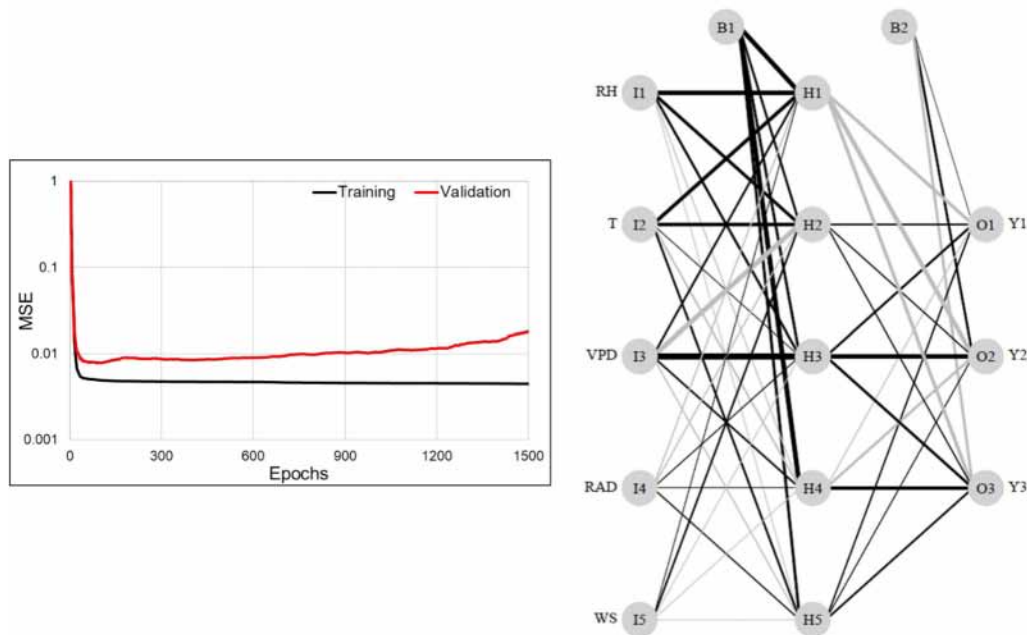 1
0.1
0.01
0.001
MSE
Training
Validation
0 300 600 900 1200 1500
Epochs
B1 B2
RH I1 H1
T I2 H2 O1 Y1
VPD I3 H3 O2 Y2
RAD I4 H4 O3 Y3
WS I5 H5